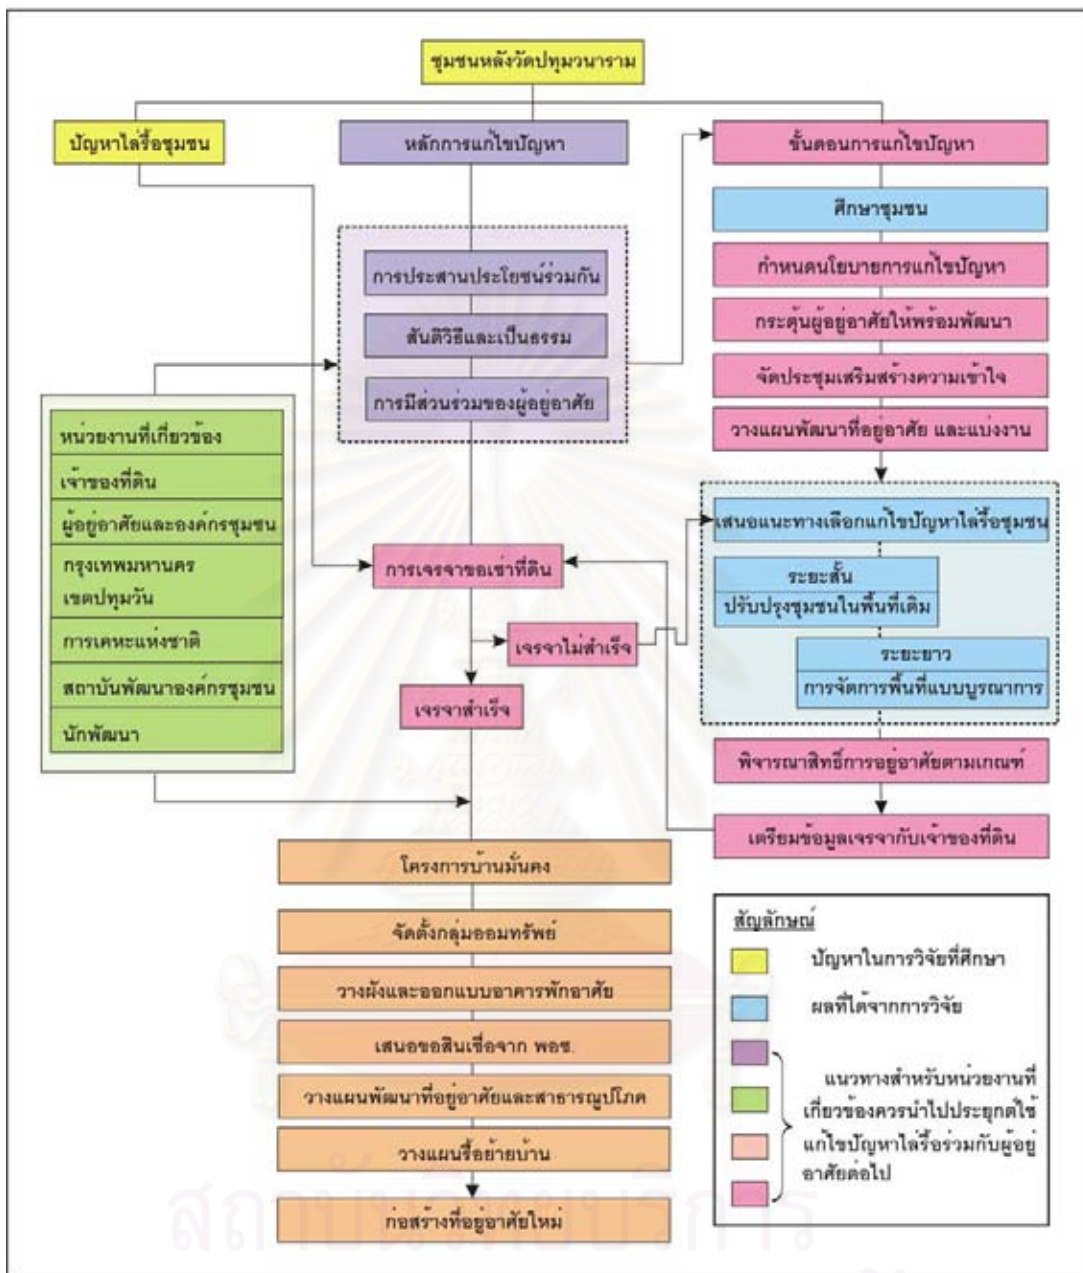 ชุมชนหลังวัดปทุมวนาราม
ปัญหาไล่รื้อชุมชน
หลักการแก้ไขปัญหา
ขั้นตอนการแก้ไขปัญหา
ศึกษาชุมชน
กำหนดนโยบายการแก้ไขปัญหา
กระตุ้นผู้อยู่อาศัยให้พร้อมพัฒนา
จัดประชุมเสริมสร้างความเข้าใจ
วางแผนพัฒนาที่อยู่อาศัย และแบ่งงาน
การประสานประโยชน์ร่วมกัน
สันติวิธีและเป็นธรรม
การมีส่วนร่วมของผู้อยู่อาศัย
หน่วยงานที่เกี่ยวข้อง
เจ้าของที่ดิน
ผู้อยู่อาศัยและองค์กรชุมชน
กรุงเทพมหานคร
เขตปทุมวัน
การเคหะแห่งชาติ
สถาบันพัฒนาองค์กรชุมชน
นักพัฒนา
การเจรจาขอเช่าที่ดิน
เจรจาไม่สำเร็จ
เจรจาสำเร็จ
เสนอแนะทางเลือกแก้ไขปัญหาไล่รื้อชุมชน
ระยะสั้น
ปรับปรุงชุมชนในพื้นที่เดิม
ระยะยาว
การจัดการพื้นที่แบบบูรณาการ
พิจารณาสิทธิ์การอยู่อาศัยตามเกณฑ์
เตรียมข้อมูลเจรจากับเจ้าของที่ดิน
โครงการบ้านมั่นคง
จัดตั้งกลุ่มออมทรัพย์
วางผังและออกแบบอาคารพักอาศัย
เสนอขอสินเชื่อจาก พอช.
วางแผนพัฒนาที่อยู่อาศัยและสาธารณูปโภค
วางแผนรื้อย้ายบ้าน
ก่อสร้างที่อยู่อาศัยใหม่
สัญลักษณ์
ปัญหาในการวิจัยที่ศึกษา
ผลที่ได้จากการวิจัย
แนวทางสำหรับหน่วยงานที่
เกี่ยวข้องควรนำไปประยุกต์ใช้
แก้ไขปัญหาไล่รื้อร่วมกับผู้อยู่
อาศัยต่อไป
สถาบันวิทยบริการ